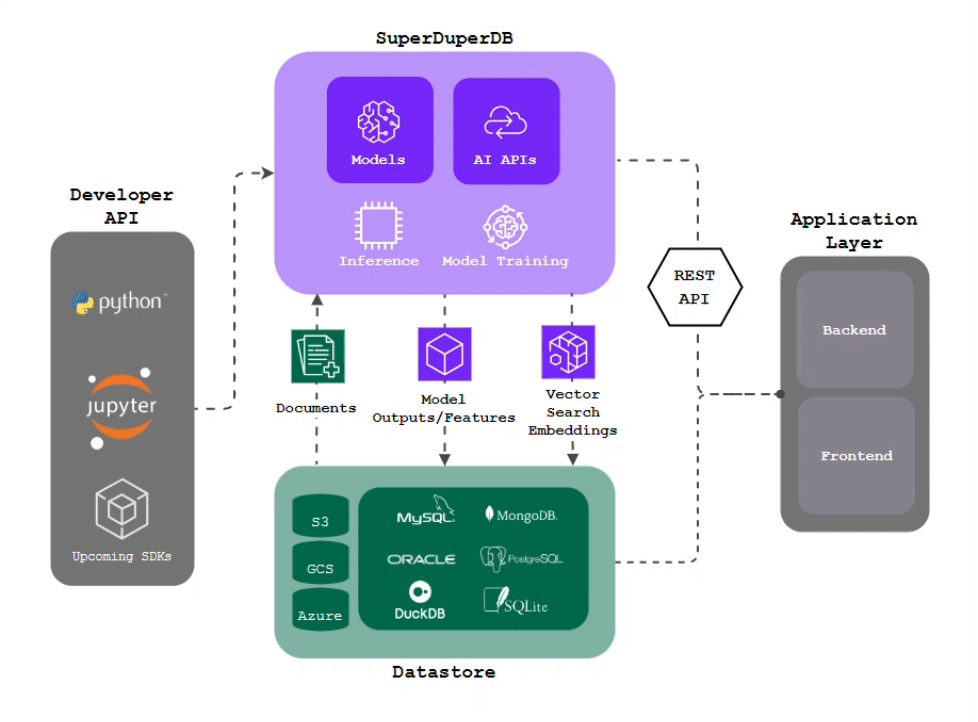 SuperDuperDB
Models
AI APIs
Inference
Model Training
Developer
API
python™
jupyter
Upcoming SDKs
Documents
Model
Outputs/Features
Vector
Search
Embeddings
REST
API
Application
Layer
Backend
Frontend
S3
GCS
Azure
MySQL
MongoDB.
ORACLE
PostgreSQL
DuckDB
SQLite
Datastore